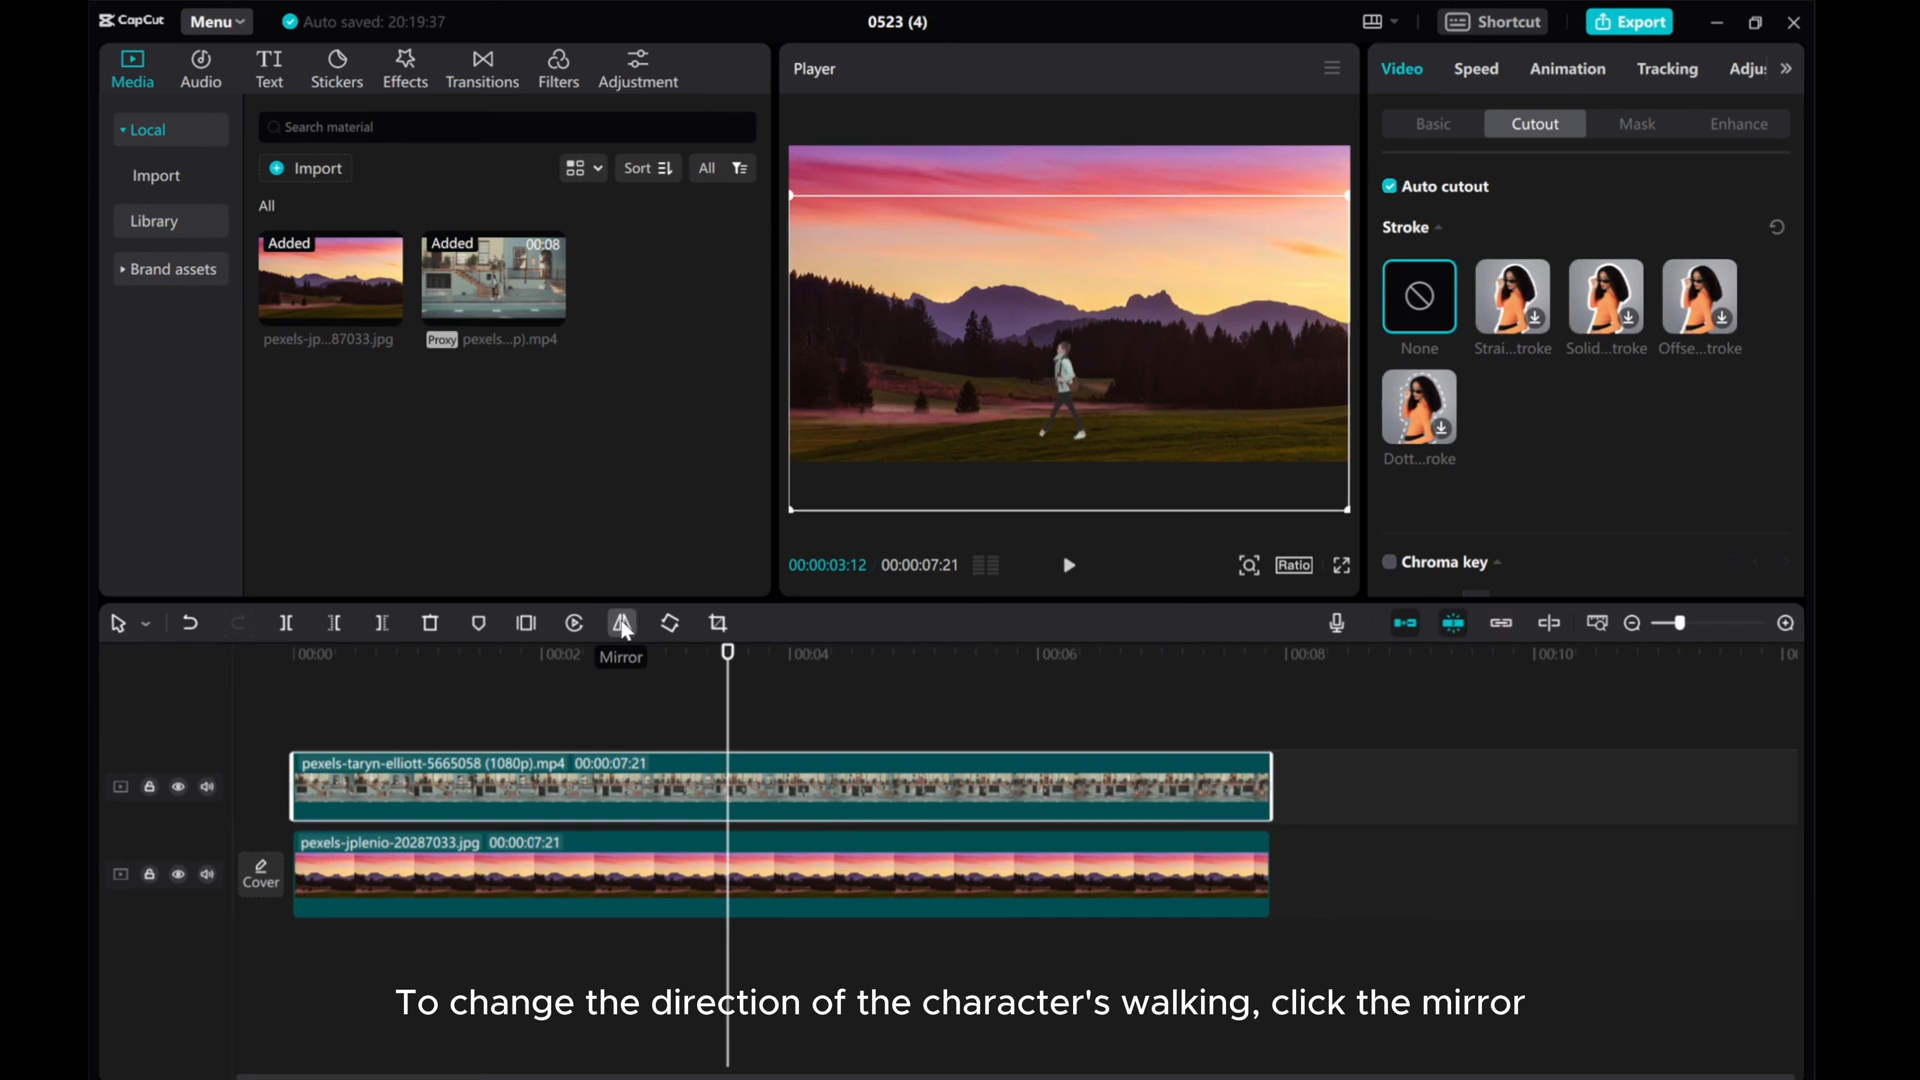 CapCut
Menu
Auto saved: 20:19:37
0523 (4)
Shortcut
Export
Media
Audio
TI
Text
Stickers
Effects
Transitions
Filters
Adjustment
Local
Import
Library
Brand assets
Search material
Import
Sort
All
All
Added
Added
00:08
pexels-jp...87033.jpg
Proxy
pexels...p).mp4
Player
00:00:03:12
00:00:07:21
Ratio
Video
Speed
Animation
Tracking
Adju
Basic
Cutout
Mask
Enhance
Auto cutout
Stroke
None
Strai...troke
Solid...troke
Offse...troke
Dott...roke
Chroma key
Mirror
00:00
00:02
00:04
00:06
00:08
00:10
pexels-taryn-elliott-5665058 (1080p).mp4 00:00:07:21
pexels-jplenio-20287033.jpg 00:00:07:21
Cover
To change the direction of the character's walking, click the mirror